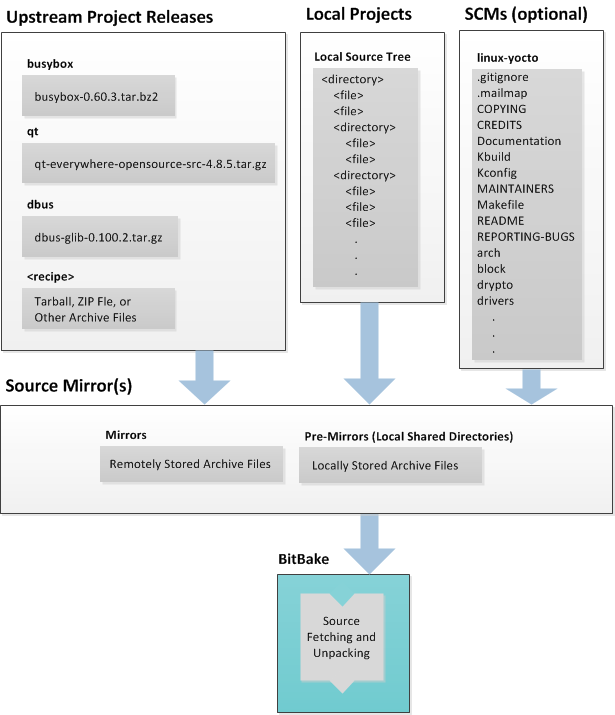 Upstream Project Releases
busybox
busybox-0.60.3.tar.bz2
qt
qt-everywhere-opensource-src-4.8.5.tar.gz
dbus
dbus-glib-0.100.2.tar.gz
<recipe>
Tarball, ZIP Fle, or
Other Archive Files
Local Projects
Local Source Tree
<directory>
<file>
<file>
<directory>
<file>
<file>
<directory>
<file>
<file>
<file>
.
.
.
SCMs (optional)
linux-yocto
.gitignore
.mailmap
COPYING
CREDITS
Documentation
Kbuild
Kconfig
MAINTAINERS
Makefile
README
REPORTING-BUGS
arch
block
drypto
drivers
.
.
.
Source Mirror(s)
Mirrors
Remotely Stored Archive Files
Pre-Mirrors (Local Shared Directories)
Locally Stored Archive Files
BitBake
Source
Fetching and
Unpacking